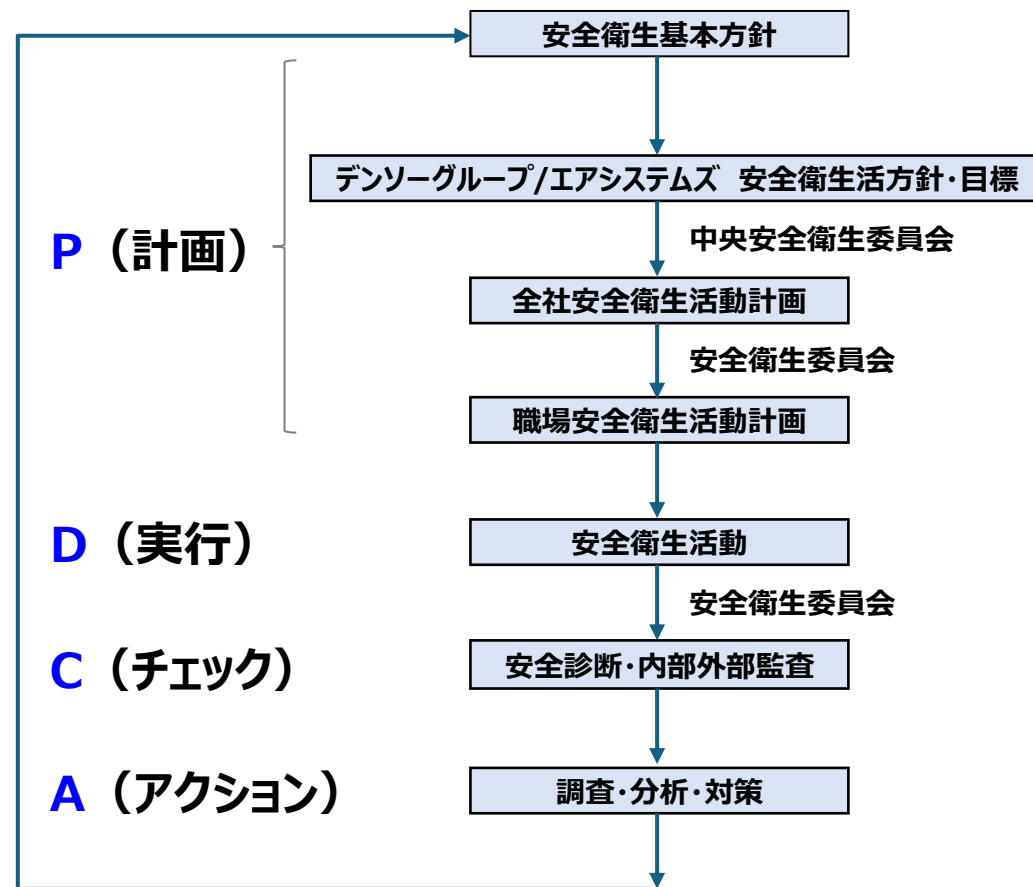 安全衛生基本方針
デンソーグループ/エアシステムズ 安全衛生活方針・目標
中央安全衛生委員会
P（計画）
全社安全衛生活動計画
安全衛生委員会
職場安全衛生活動計画
D（実行）
安全衛生活動
安全衛生委員会
C（チェック）
安全診断・内部外部監査
A（アクション）
調査・分析・対策